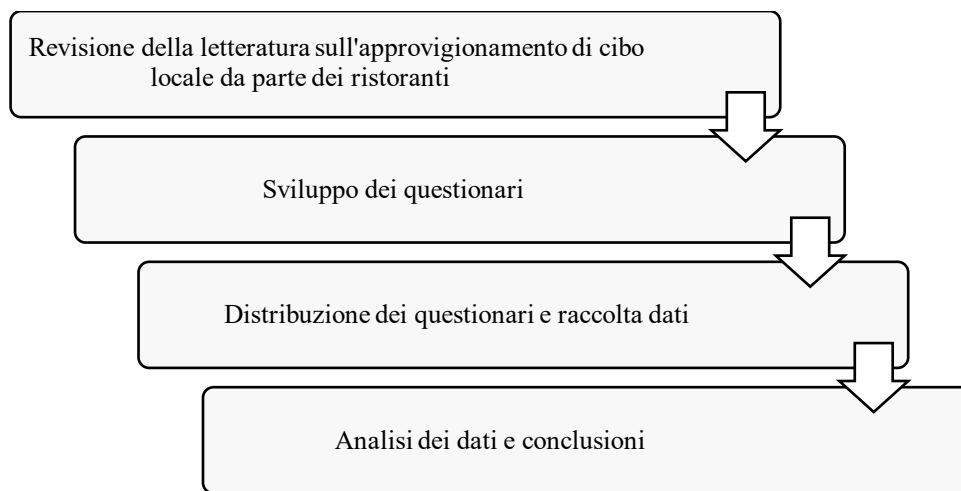 Revisione della letteratura sull'approvigionamento di cibo
locale da parte dei ristoranti
Sviluppo dei questionari
Distribuzione dei questionari e raccolta dati
Analisi dei dati e conclusioni